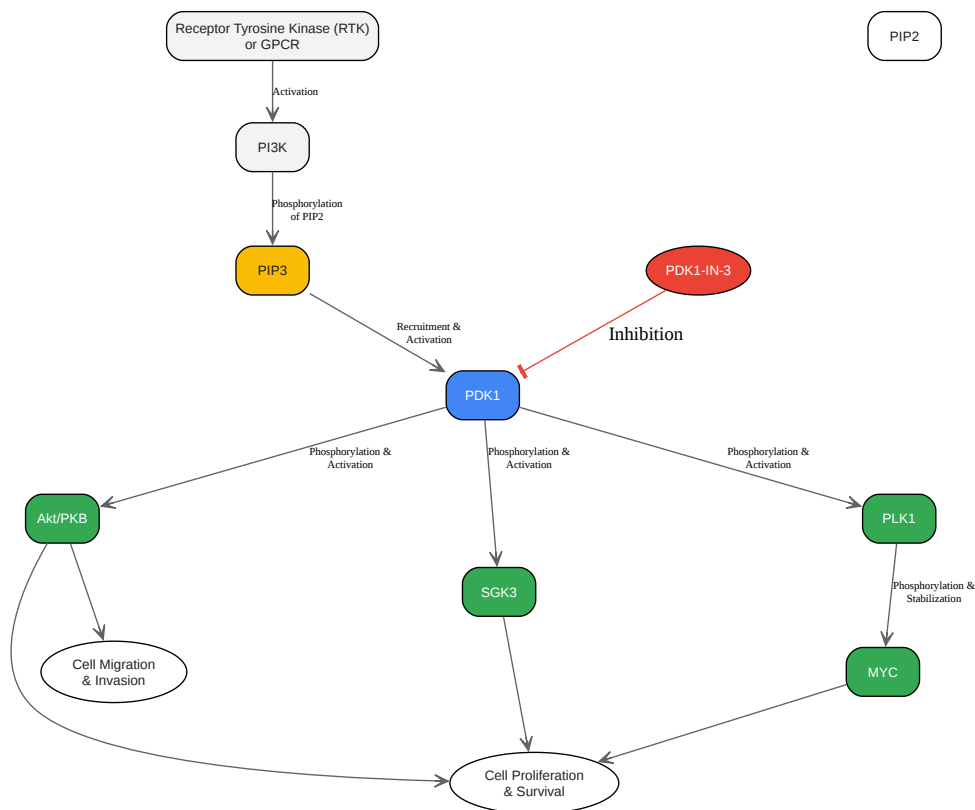 Receptor Tyrosine Kinase (RTK)
or GPCR
PIP2
Activation
PI3K
Phosphorylation
of PIP2
PIP3
PDK1-IN-3
Recruitment &
Activation
Inhibition
PDK1
Phosphorylation &
Activation
Phosphorylation &
Activation
Phosphorylation &
Activation
Akt/PKB
PLK1
SGK3
Phosphorylation &
Stabilization
Cell Migration
& Invasion
MYC
Cell Proliferation
& Survival